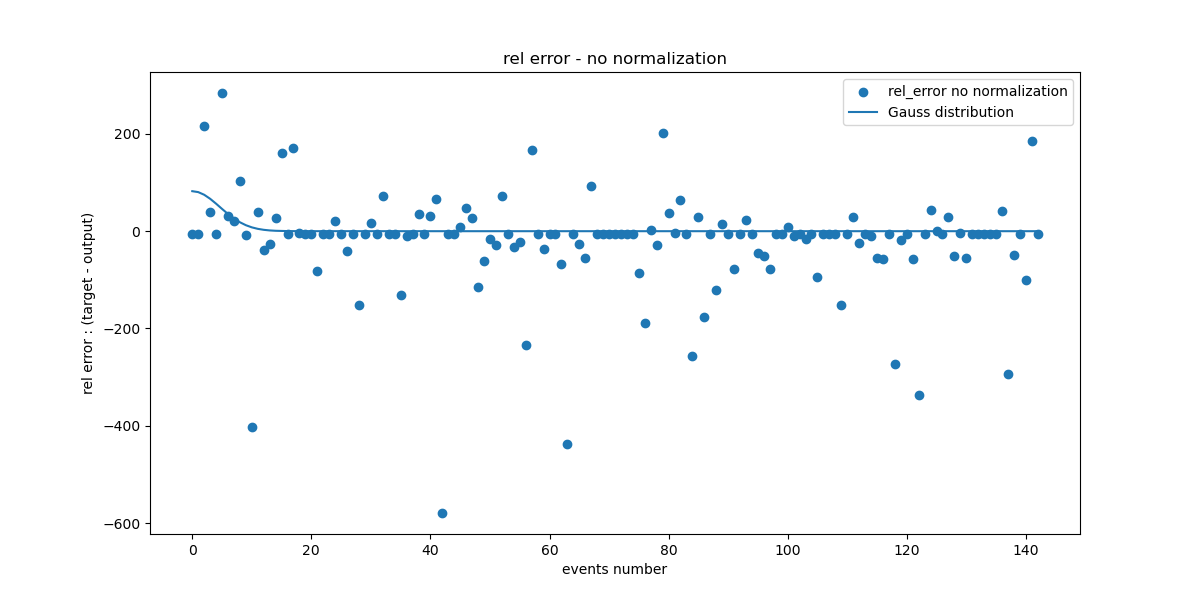 rel error - no normalization
rel_error no normalization
Gauss distribution
200
0
−200
−400
−600
rel error : (target - output)
0 20 40 60 80 100 120 140
events number